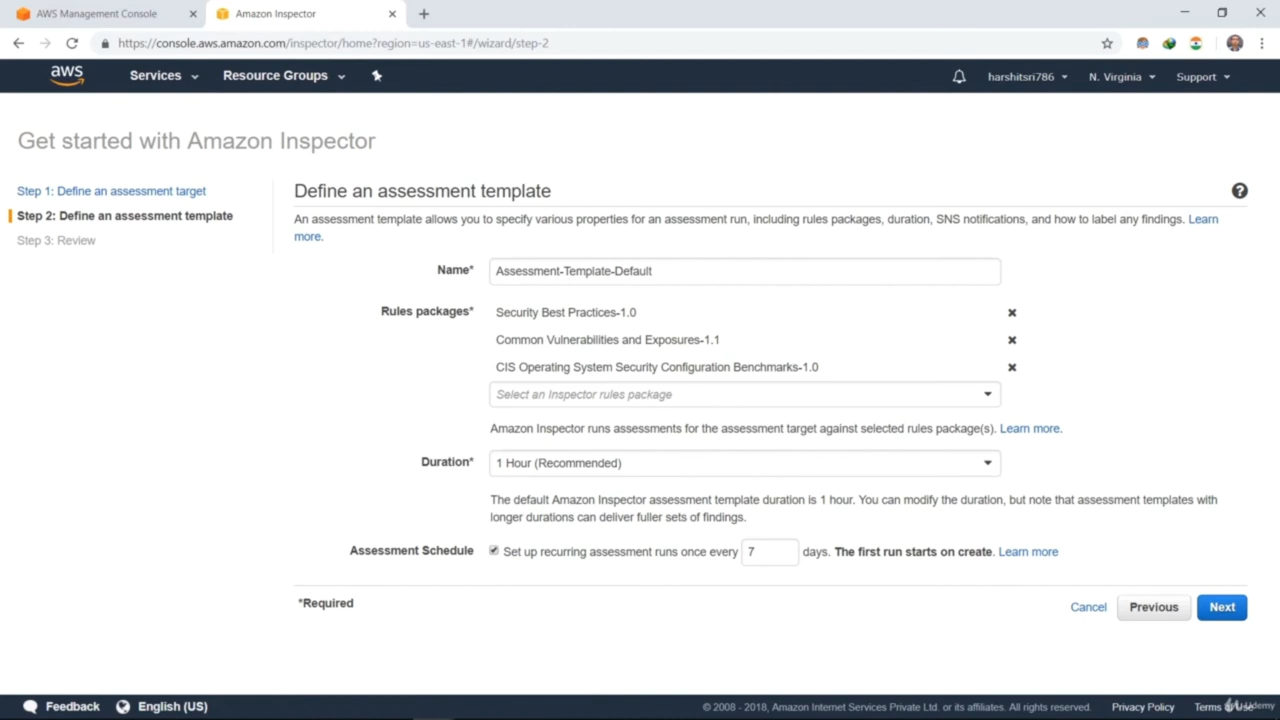 AWS Management Console
Amazon Inspector
https://console.aws.amazon.com/inspector/home?region=us-east-1#/wizard/step-2
aws
Services
Resource Groups
harshitsri786
N. Virginia
Support
Get started with Amazon Inspector
Step 1: Define an assessment target
Step 2: Define an assessment template
Step 3: Review
Define an assessment template
An assessment template allows you to specify various properties for an assessment run, including rules packages, duration, SNS notifications, and how to label any findings. Learn
more.
Name*
Assessment-Template-Default
Rules packages*
Security Best Practices-1.0
Common Vulnerabilities and Exposures-1.1
CIS Operating System Security Configuration Benchmarks-1.0
Select an Inspector rules package
Amazon Inspector runs assessments for the assessment target against selected rules package(s). Learn more.
Duration*
1 Hour (Recommended)
The default Amazon Inspector assessment template duration is 1 hour. You can modify the duration, but note that assessment templates with
longer durations can deliver fuller sets of findings.
Assessment Schedule
Set up recurring assessment runs once every 7 days. The first run starts on create. Learn more
*Required
Cancel
Previous
Next
Feedback
English (US)
© 2008 - 2018, Amazon Internet Services Private Ltd. or its affiliates. All rights reserved.
Privacy Policy
Terms
Udemy